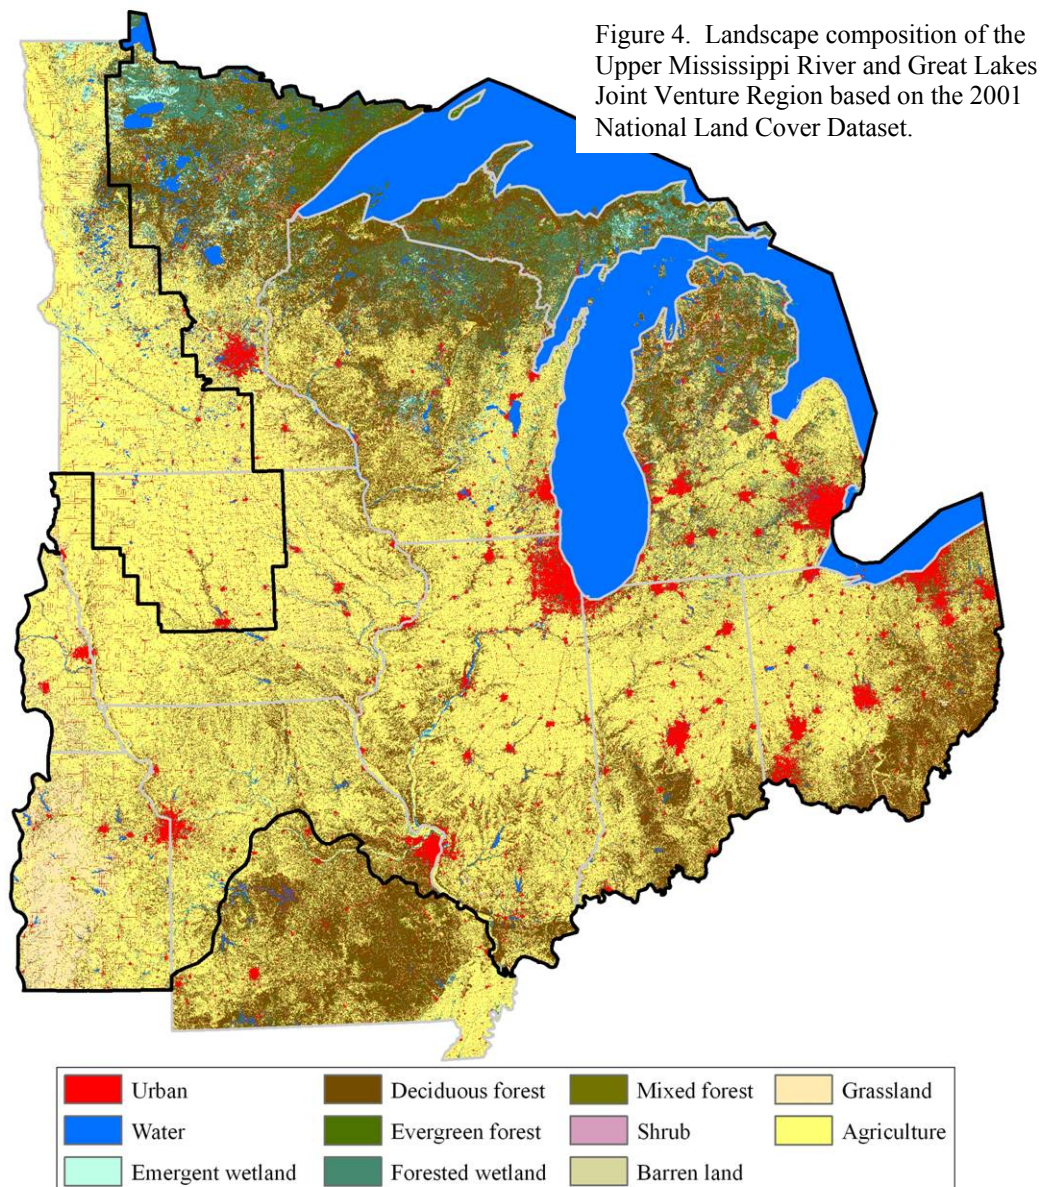 Figure 4.  Landscape composition of the
Upper Mississippi River and Great Lakes
Joint Venture Region based on the 2001
National Land Cover Dataset.
Urban
Deciduous forest
Mixed forest
Grassland
Water
Evergreen forest
Shrub
Agriculture
Emergent wetland
Forested wetland
Barren land